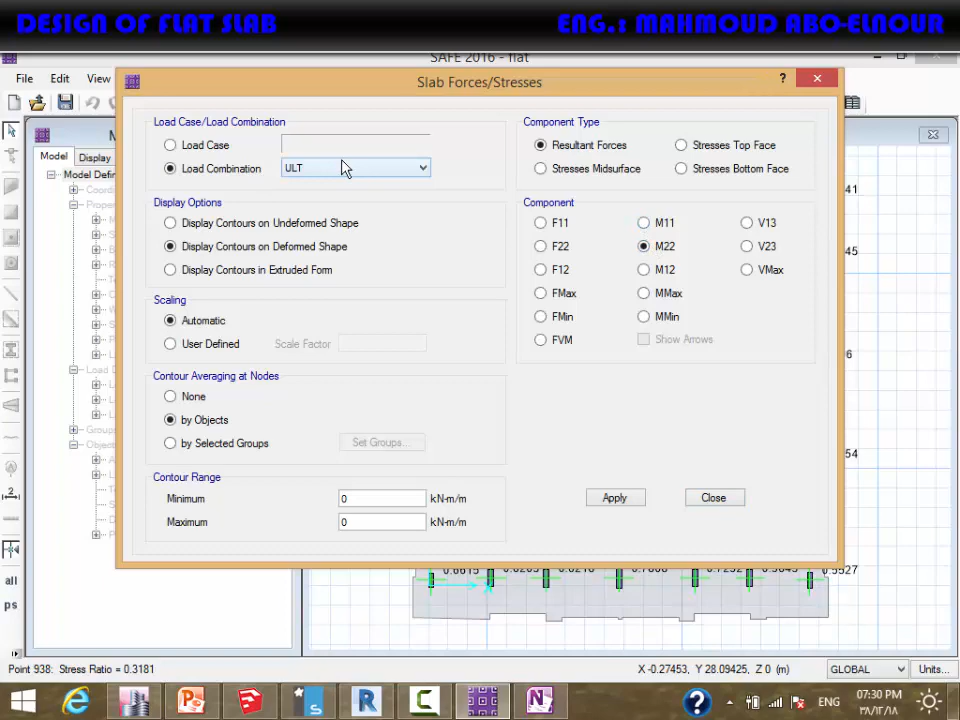 DESIGN OF FLAT SLAB
ENG.: MAHMOUD ABO-ELNOUR
SAFE 2016 - flat
File Edit View
Slab Forces/Stresses
?
Model Display
Model Defin
Load Case/Load Combination
Load Case
Load Combination ULT
Display Options
Display Contours on Undeformed Shape
Display Contours on Deformed Shape
Display Contours in Extruded Form
Scaling
Automatic
User Defined Scale Factor
Contour Averaging at Nodes
None
by Objects
by Selected Groups Set Groups...
Contour Range
Minimum 0 kN-m/m
Maximum 0 kN-m/m
Component Type
Resultant Forces Stresses Top Face
Stresses Midsurface Stresses Bottom Face
Component
F11 M11 V13
F22 M22 V23
F12 M12 VMax
FMax MMax
FMin MMin
FVM Show Arrows
Apply Close
all
ps
Point 938: Stress Ratio = 0.3181
X -0.27453, Y 28.09425, Z 0 (m)
GLOBAL
Units...
ENG
07:30 PM
٣٨/١٢/١٨